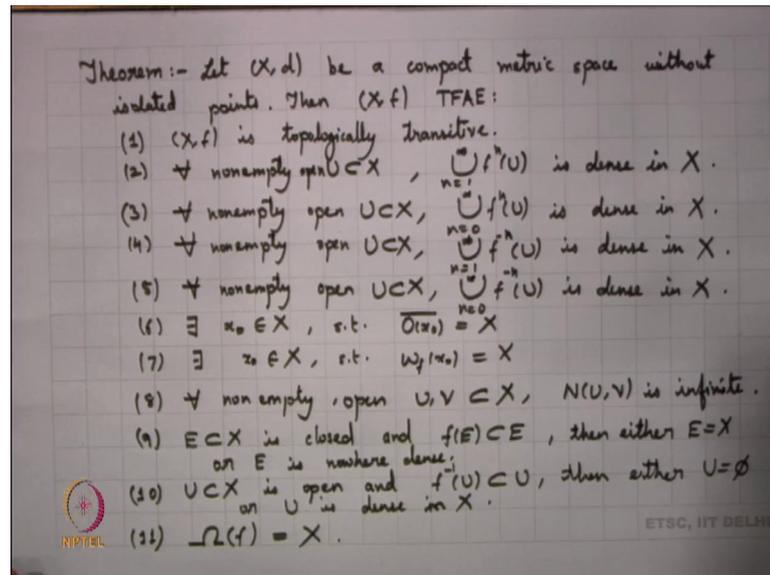 Theorem :- Let (X, d) be a compact metric space without
isolated points. Then (X, f) TFAE :
(1) (X, f) is topologically transitive.
(2) ∀ nonempty open U ⊂ X , ⋃_{n=1}^{∞} f^n(U) is dense in X .
(3) ∀ nonempty open U ⊂ X, ⋃_{n=0}^{∞} f^n(U) is dense in X .
(4) ∀ nonempty open U ⊂ X, ⋃_{n=1}^{∞} f^{-n}(U) is dense in X .
(5) ∀ nonempty open U ⊂ X, ⋃_{n=0}^{∞} f^{-n}(U) is dense in X .
(6) ∃ x₀ ∈ X , s.t. \overline{O(x₀)} = X
(7) ∃ x₀ ∈ X, s.t. ω_f(x₀) = X
(8) ∀ non empty , open U, V ⊂ X, N(U, V) is infinite .
(9) E ⊂ X is closed and f(E) ⊂ E , then either E = X
or E is nowhere dense.
(10) U ⊂ X is open and f^{-1}(U) ⊂ U, then either U = ∅
or U is dense in X .
(11) Ω(f) = X .
NPTEL
ETSC, IIT DELHI